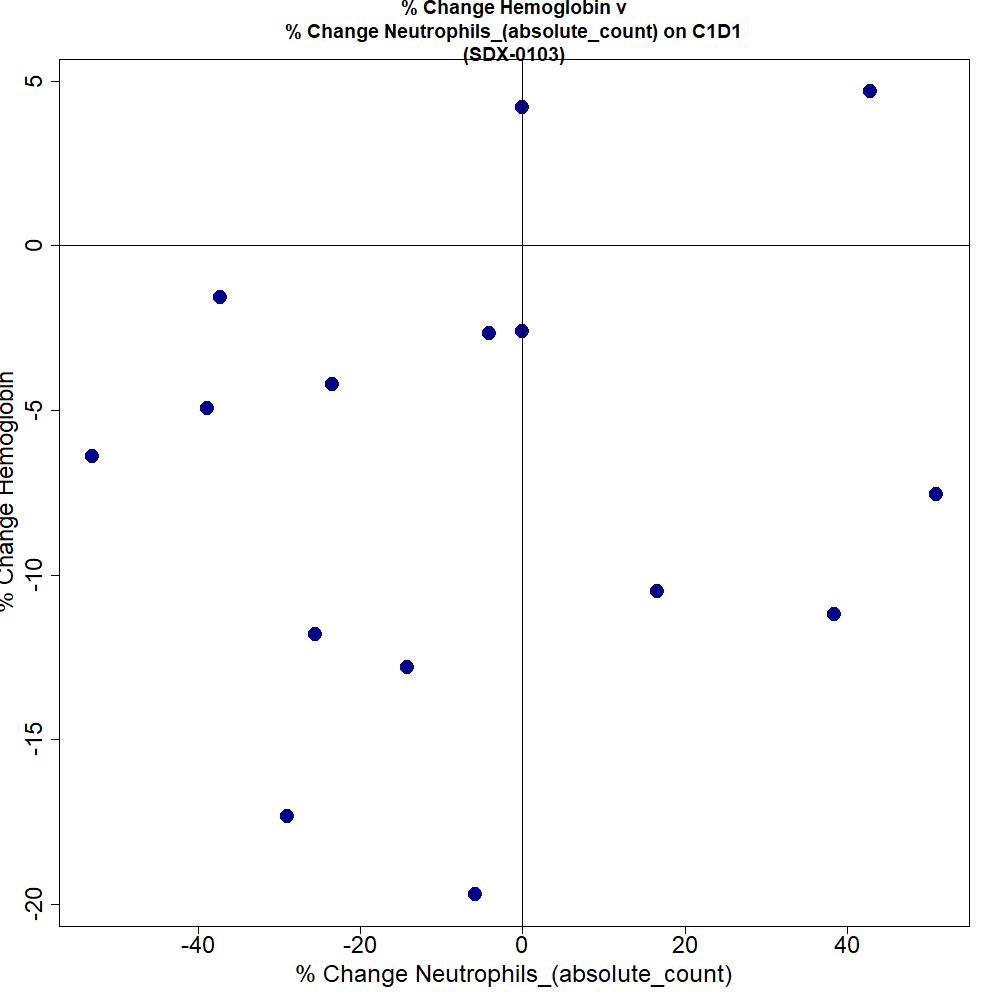 % Change Hemoglobin v
% Change Neutrophils_(absolute_count) on C1D1
(SDX-0103)
5
0
-5
-10
-15
-20
% Change Hemoglobin
-40
-20
0
20
40
% Change Neutrophils_(absolute_count)